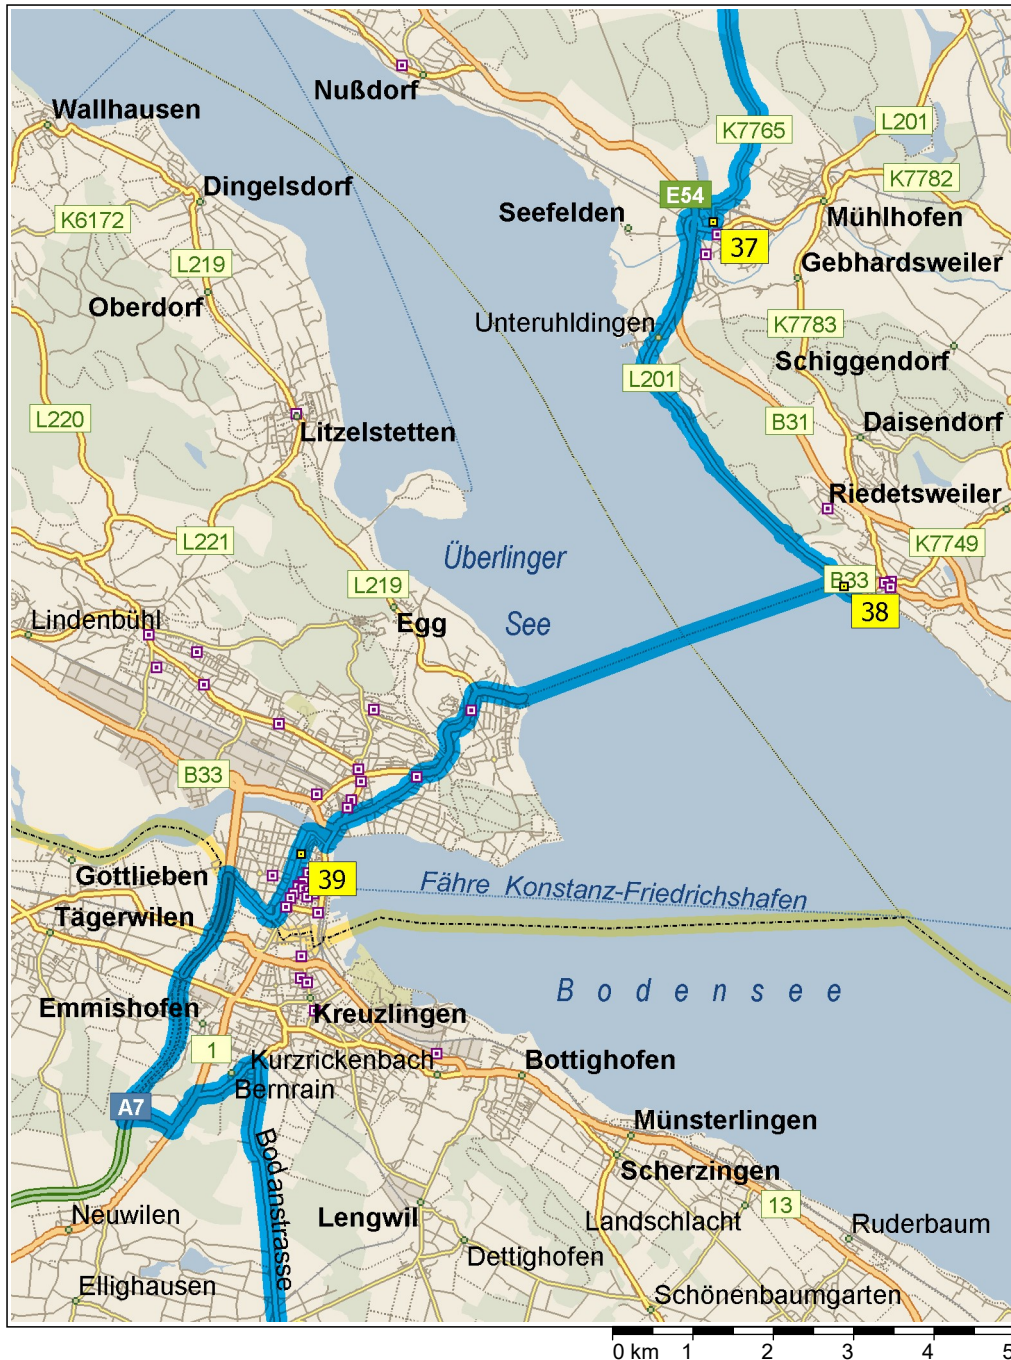 Nußdorf
Wallhausen
K7765
L201
Dingelsdorf
K7782
E54
K6172
Seefelden
Mühlhofen
37
L219
Gebhardsweiler
Oberdorf
Unteruhldingen
K7783
Schiggendorf
L201
L220
B31
Daisendorf
Litzelstetten
Riedetsweiler
L221
K7749
Überlinger
L219
B33
Lindenbühl
Egg
See
38
B33
Gottlieben
39
Fähre Konstanz-Friedrichshafen
Tägerwilen
Bodensee
Emmishofen
Kreuzlingen
1
Kurzrickenbach
Bottighofen
Bernrain
A7
Münsterlingen
Bodanstrasse
Scherzingen
Neuwilen
Lengwil
Landschlacht
13
Ruderbaum
Dettighofen
Ellighausen
Schönenbaumgarten
0 km 1 2 3 4 5